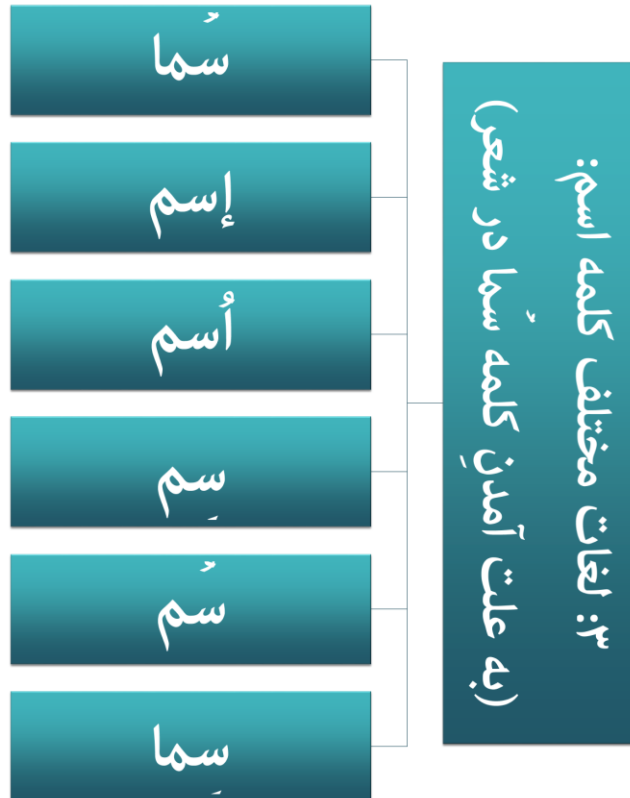 ۳: لغات مختلف کلمه اسم:
(به علت آمدنِ کلمه سُما در شعر)
سُما
إسم
اُسم
سِم
سُم
سِما